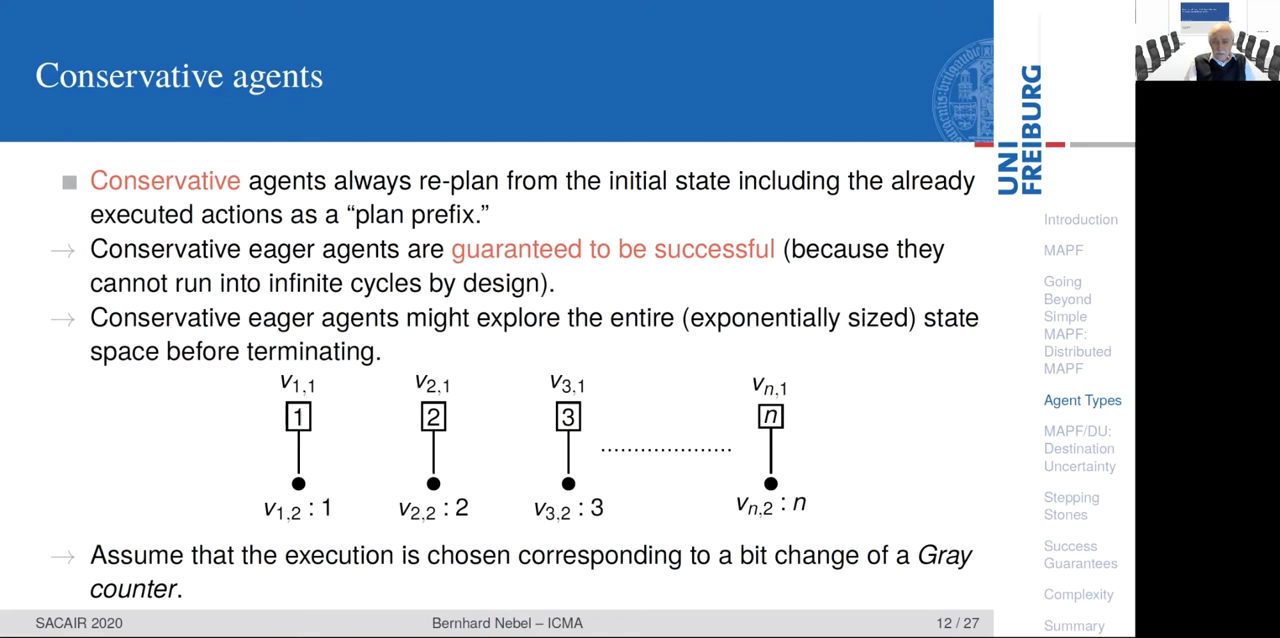 Conservative agents
UNI
FREIBURG
Conservative agents always re-plan from the initial state including the already
executed actions as a “plan prefix.”
→ Conservative eager agents are guaranteed to be successful (because they
cannot run into infinite cycles by design).
→ Conservative eager agents might explore the entire (exponentially sized) state
space before terminating.
v1,1 v2,1 v3,1 vn,1
1 2 3 n
....................
v1,2 : 1 v2,2 : 2 v3,2 : 3 vn,2 : n
→ Assume that the execution is chosen corresponding to a bit change of a Gray
counter.
Introduction
MAPF
Going
Beyond
Simple
MAPF:
Distributed
MAPF
Agent Types
MAPF/DU:
Destination
Uncertainty
Stepping
Stones
Success
Guarantees
Complexity
Summary
SACAIR 2020 Bernhard Nebel – ICMA 12 / 27